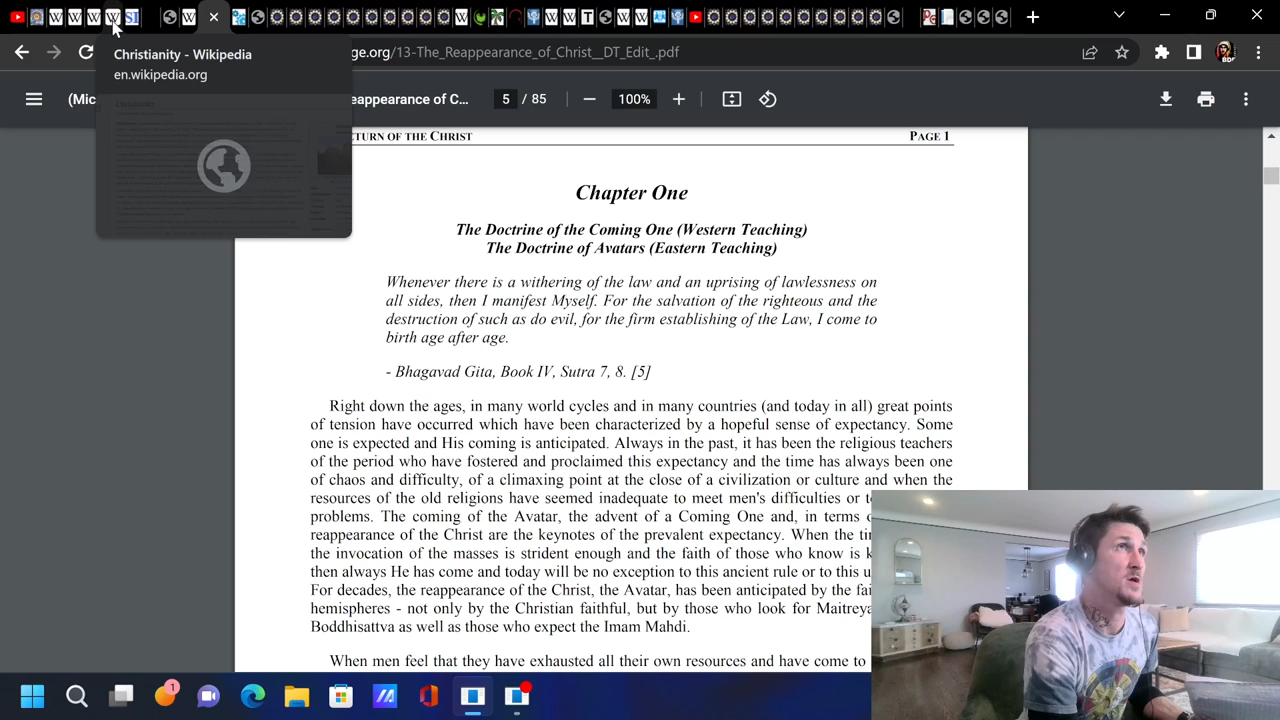 Christianity - Wikipedia
en.wikipedia.org
ge.org/13-The_Reappearance_of_Christ__DT_Edit_.pdf
(Mic
eappearance of C...
5 / 85
100%
TURN OF THE CHRIST
PAGE 1
Chapter One
The Doctrine of the Coming One (Western Teaching)
The Doctrine of Avatars (Eastern Teaching)
Whenever there is a withering of the law and an uprising of lawlessness on
all sides, then I manifest Myself. For the salvation of the righteous and the
destruction of such as do evil, for the firm establishing of the Law, I come to
birth age after age.
- Bhagavad Gita, Book IV, Sutra 7, 8. [5]
Right down the ages, in many world cycles and in many countries (and today in all) great points
of tension have occurred which have been characterized by a hopeful sense of expectancy. Some
one is expected and His coming is anticipated. Always in the past, it has been the religious teachers
of the period who have fostered and proclaimed this expectancy and the time has always been one
of chaos and difficulty, of a climaxing point at the close of a civilization or culture and when the
resources of the old religions have seemed inadequate to meet men's difficulties or t
problems. The coming of the Avatar, the advent of a Coming One and, in terms
reappearance of the Christ are the keynotes of the prevalent expectancy. When the ti
the invocation of the masses is strident enough and the faith of those who know is k
then always He has come and today will be no exception to this ancient rule or to this u
For decades, the reappearance of the Christ, the Avatar, has been anticipated by the fai
hemispheres - not only by the Christian faithful, but by those who look for Maitreya
Boddhisattva as well as those who expect the Imam Mahdi.
When men feel that they have exhausted all their own resources and have come to